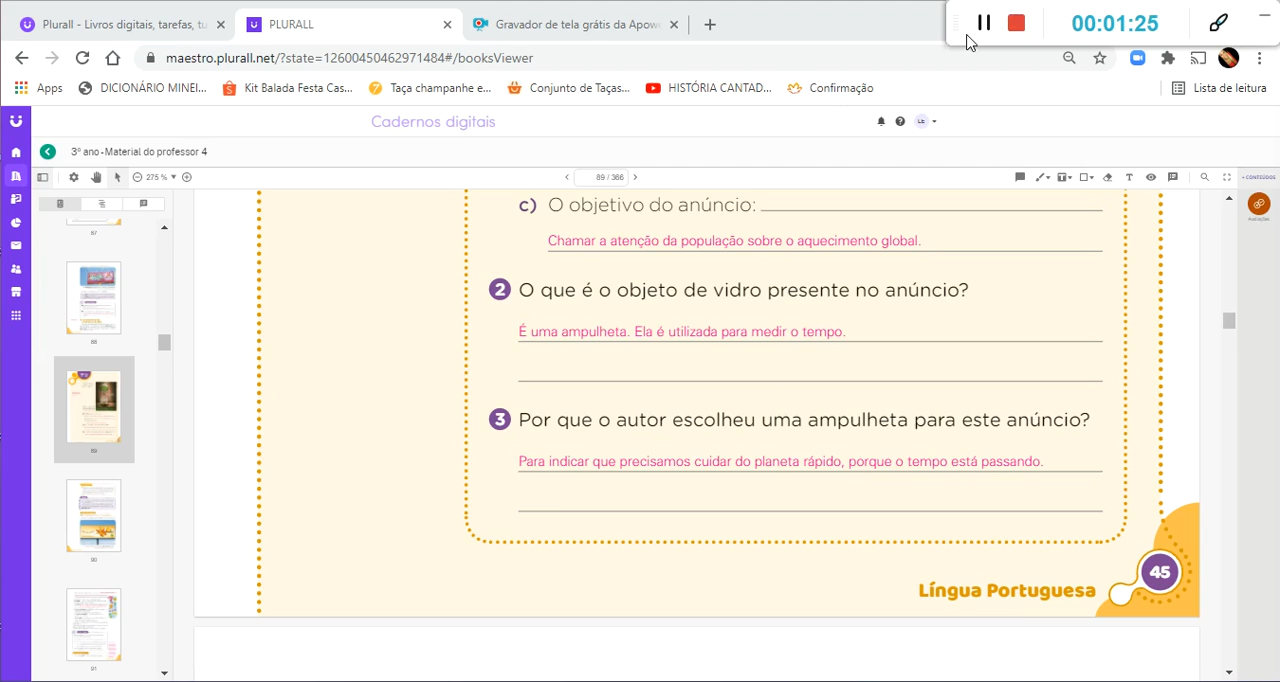 Plurall - Livros digitais, tarefas, tu
PLURALL
Gravador de tela grátis da Apowe
00:01:25
maestro.plurall.net/?state=12600450462971484#/booksViewer
Apps
DICIONÁRIO MINEI...
Kit Balada Festa Cas...
Taça champanhe e...
Conjunto de Taças...
HISTÓRIA CANTAD...
Confirmação
Lista de leitura
Cadernos digitais
3º ano - Material do professor 4
275 %
89 / 366
+ CONTEÚDOS
87
88
89
90
91
c) O objetivo do anúncio:
Chamar a atenção da população sobre o aquecimento global.
2 O que é o objeto de vidro presente no anúncio?
É uma ampulheta. Ela é utilizada para medir o tempo.
3 Por que o autor escolheu uma ampulheta para este anúncio?
Para indicar que precisamos cuidar do planeta rápido, porque o tempo está passando.
Língua Portuguesa
45